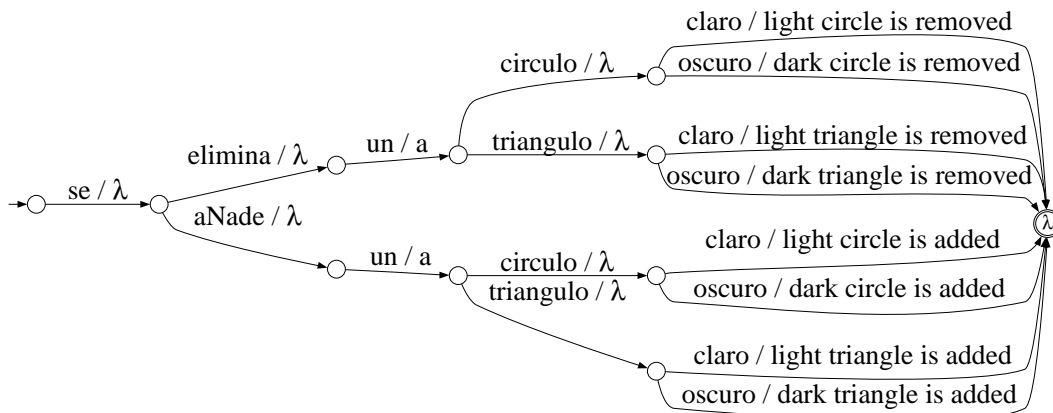 claro / light circle is removed
oscuro / dark circle is removed
circulo / λ
un / a
triangulo / λ
claro / light triangle is removed
oscuro / dark triangle is removed
elimina / λ
se / λ
aNade / λ
λ
un / a
circulo / λ
triangulo / λ
claro / light circle is added
oscuro / dark circle is added
claro / light triangle is added
oscuro / dark triangle is added